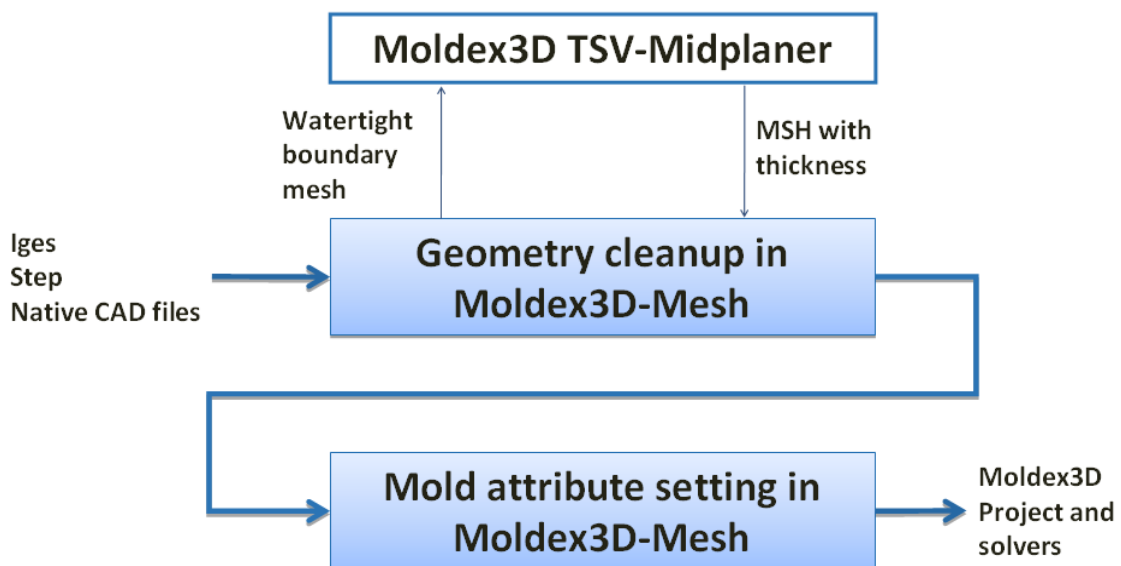 Moldex3D TSV-Midplaner
Watertight
boundary
mesh
MSH with
thickness
Iges
Step
Native CAD files
Geometry cleanup in
Moldex3D-Mesh
Mold attribute setting in
Moldex3D-Mesh
Moldex3D
Project and
solvers